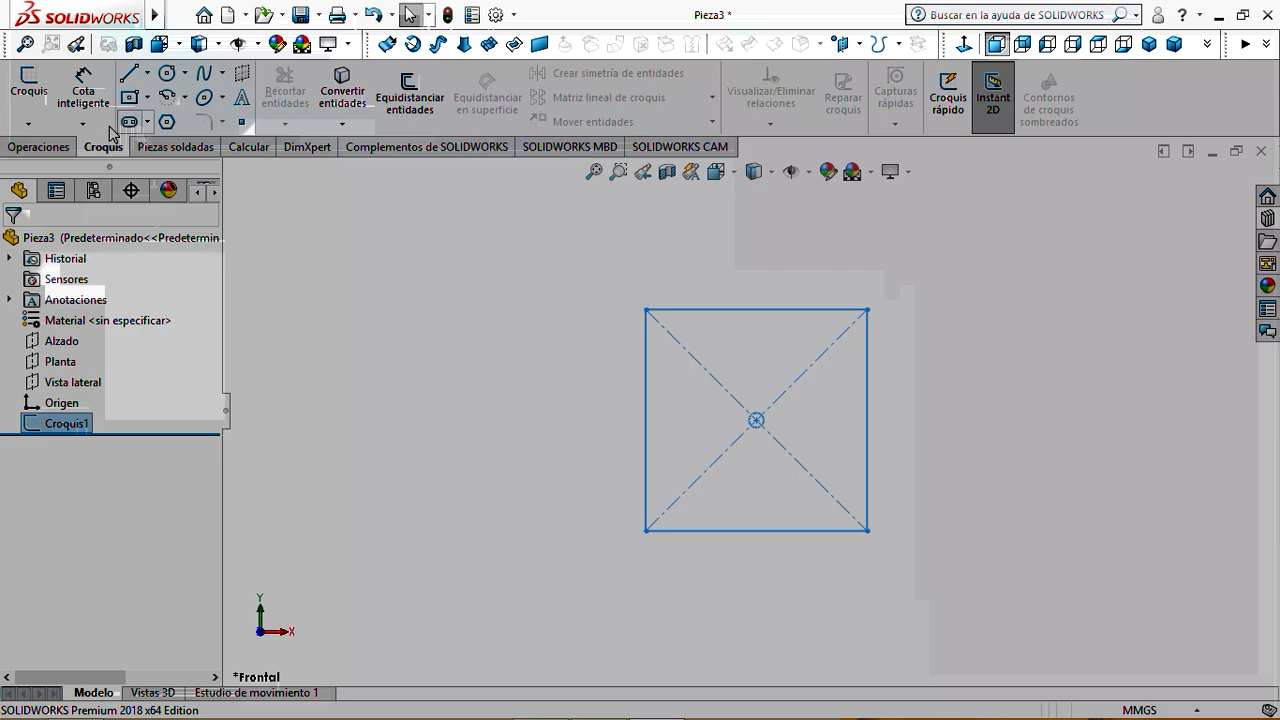 SOLIDWORKS
Pieza3 *
Buscar en la ayuda de SOLIDWORKS
Croquis
Cota inteligente
Recortar entidades
Convertir entidades
Equidistanciar entidades
Equidistanciar en superficie
Crear simetría de entidades
Matriz lineal de croquis
Mover entidades
Visualizar/Eliminar relaciones
Reparar croquis
Capturas rápidas
Croquis rápido
Instant 2D
Contornos de croquis sombreados
Operaciones
Croquis
Piezas soldadas
Calcular
DimXpert
Complementos de SOLIDWORKS
SOLIDWORKS MBD
SOLIDWORKS CAM
Pieza3 (Predeterminado<<Predetermin
Historial
Sensores
Anotaciones
Material <sin especificar>
Alzado
Planta
Vista lateral
Origen
Croquis1
Y
X
*Frontal
Modelo
Vistas 3D
Estudio de movimiento 1
SOLIDWORKS Premium 2018 x64 Edition
MMGS